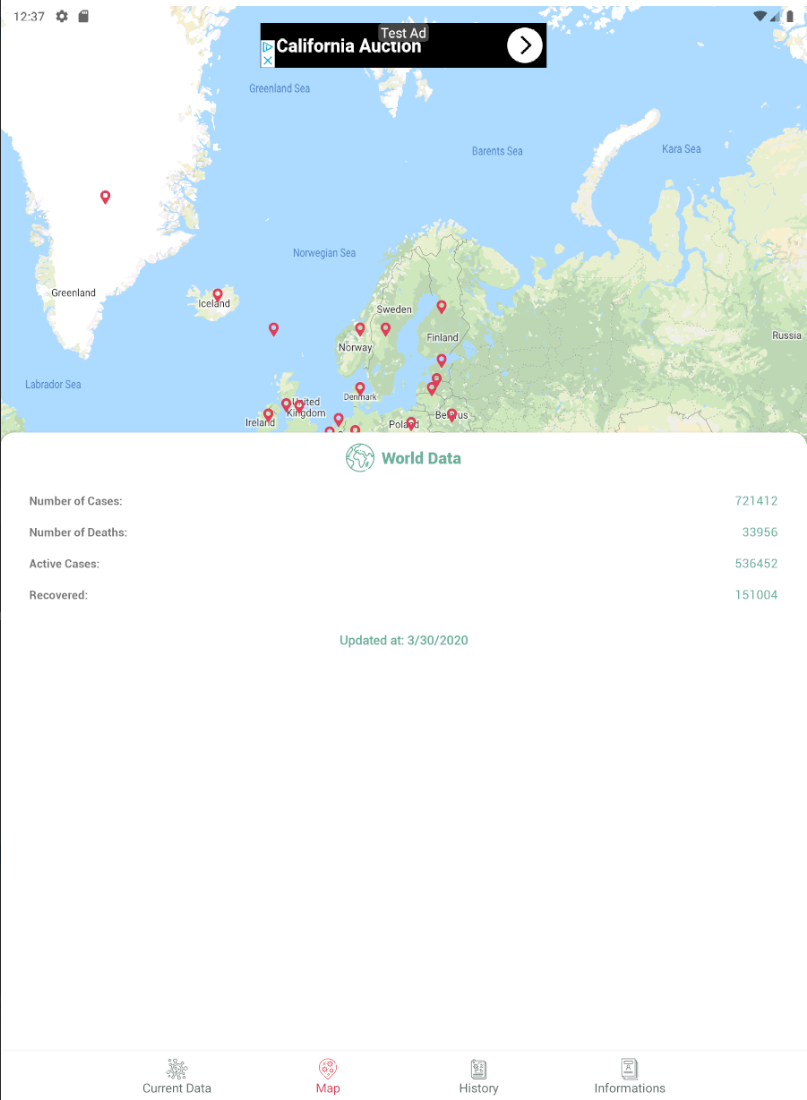 12:37
Test Ad
California Auction
Greenland Sea
Barents Sea
Kara Sea
Norwegian Sea
Greenland
Iceland
Sweden
Finland
Russia
Norway
Labrador Sea
Denmark
United
Kingdom
Ireland
Poland
Belarus
World Data
Number of Cases: 721412
Number of Deaths: 33956
Active Cases: 536452
Recovered: 151004
Updated at: 3/30/2020
Current Data
Map
History
Informations